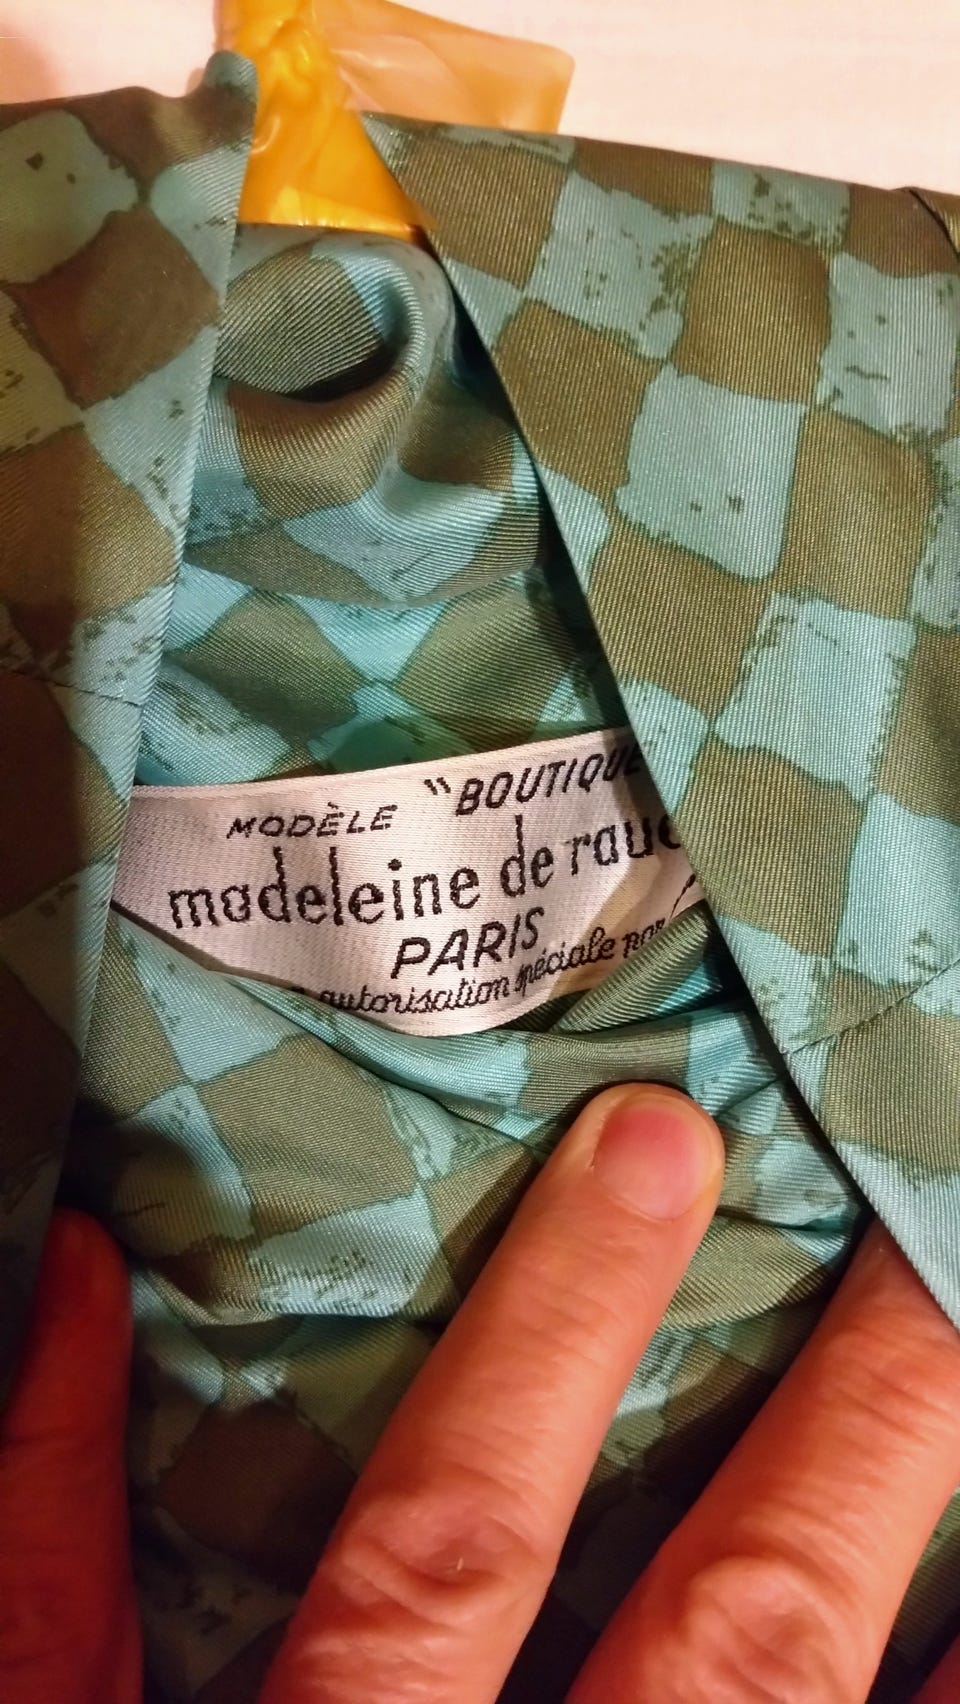 MODÈLE "BOUTIQUE
madeleine de rauc
PARIS
autorisation spéciale par